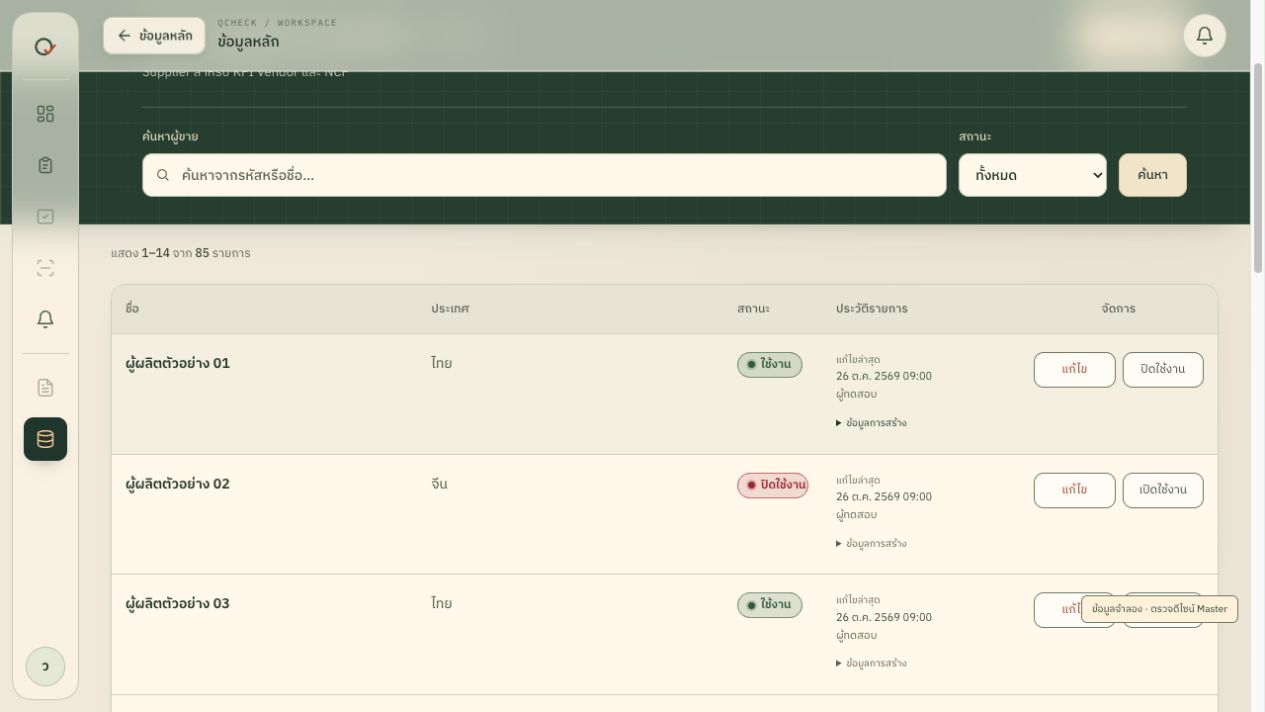 ข้อมูลหลัก
QCHECK / WORKSPACE
ข้อมูลหลัก
Supplier สำหรับ KPI Vendor และ NCP
ค้นหาผู้ขาย
สถานะ
ค้นหาจากรหัสหรือชื่อ...
ทั้งหมด
ค้นหา
แสดง 1–14 จาก 85 รายการ
ชื่อ ประเทศ สถานะ ประวัติรายการ จัดการ
ผู้ผลิตตัวอย่าง 01 ไทย ใช้งาน
แก้ไขล่าสุด
26 ต.ค. 2569 09:00
ผู้ทดสอบ
ข้อมูลการสร้าง
แก้ไข ปิดใช้งาน
ผู้ผลิตตัวอย่าง 02 จีน ปิดใช้งาน
แก้ไขล่าสุด
26 ต.ค. 2569 09:00
ผู้ทดสอบ
ข้อมูลการสร้าง
แก้ไข เปิดใช้งาน
ผู้ผลิตตัวอย่าง 03 ไทย ใช้งาน
แก้ไขล่าสุด
26 ต.ค. 2569 09:00
ผู้ทดสอบ
ข้อมูลการสร้าง
ข้อมูลจำลอง · ตรวจดีไซน์ Master
ว